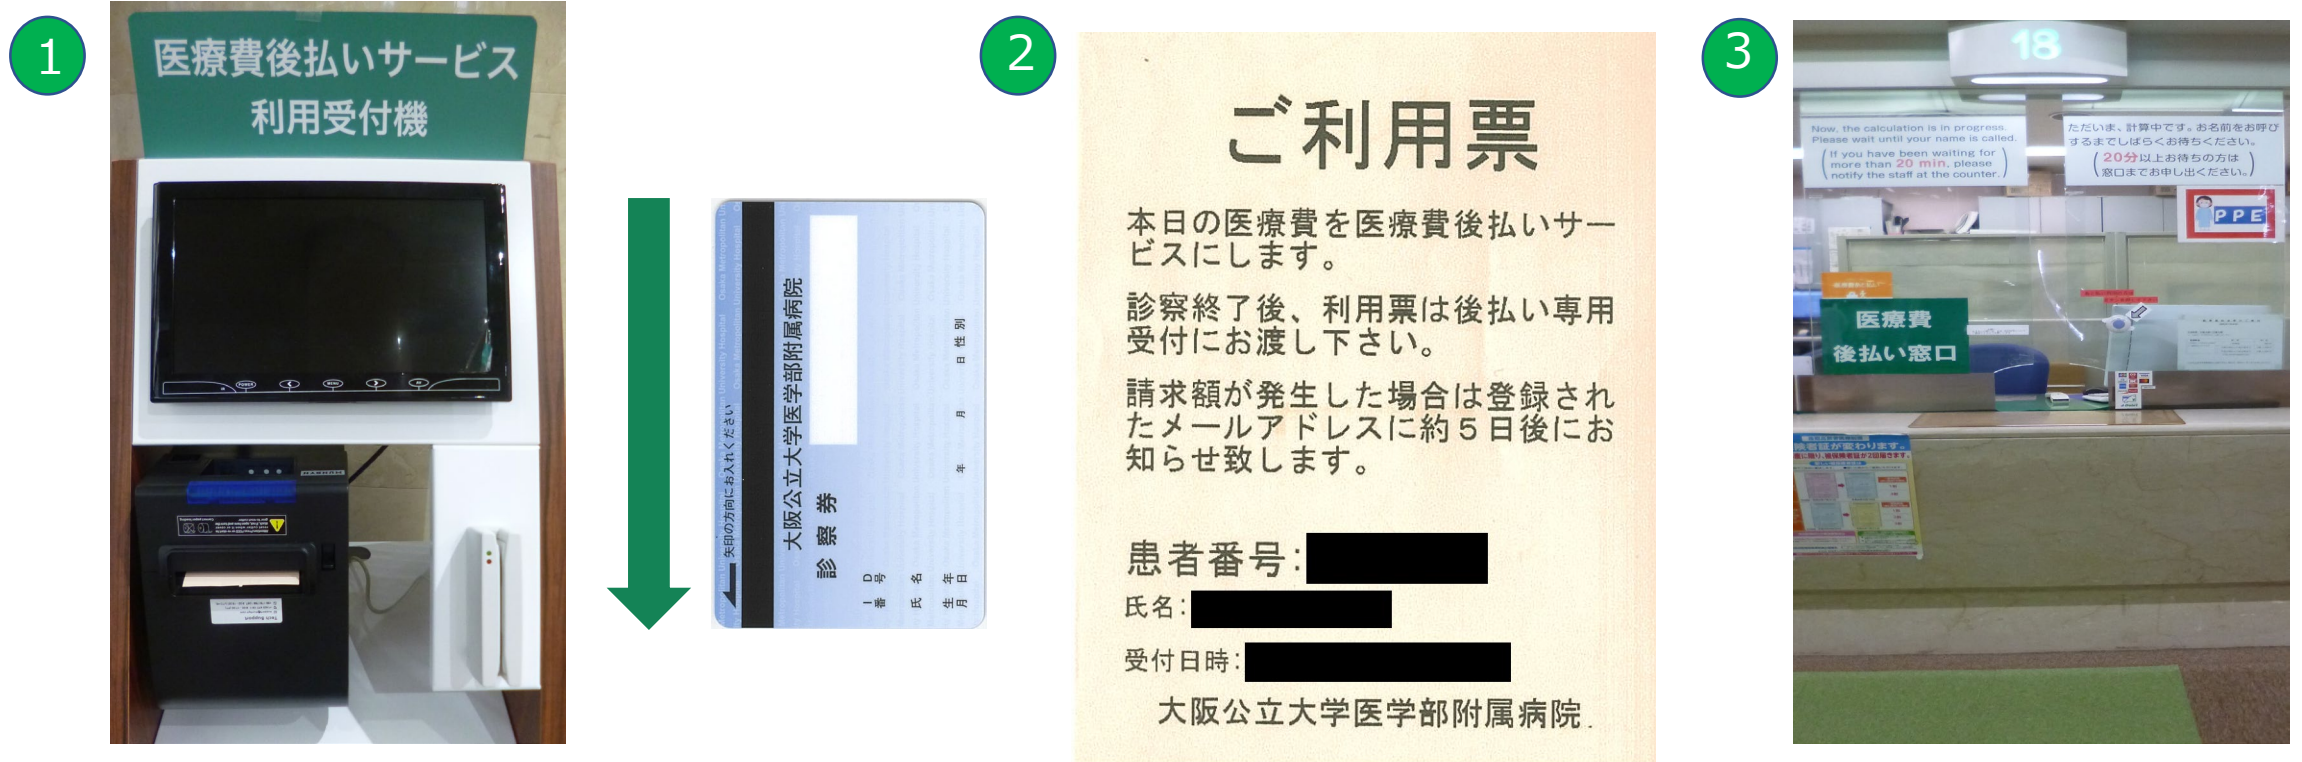 1
医療費後払いサービス
利用受付機
POWER
MENU
Tech Support
矢印の方向にお入れください
大阪公立大学医学部附属病院
診察券
ID番号
氏名
生年月日 年 月 日 性別
Osaka Metropolitan University Hospital
2
ご利用票
本日の医療費を医療費後払いサー
ビスにします。
診察終了後、利用票は後払い専用
受付にお渡し下さい。
請求額が発生した場合は登録され
たメールアドレスに約5日後にお
知らせ致します。
患者番号:
氏名:
受付日時:
大阪公立大学医学部附属病院.
3
18
Now, the calculation is in progress.
Please wait until your name is called.
(If you have been waiting for
more than 20 min, please
notify the staff at the counter.)
ただいま、計算中です。お名前をお呼び
するまでしばらくお待ちください。
(20分以上お待ちの方は
窓口までお申し出ください。)
PPE
医療費
後払い窓口